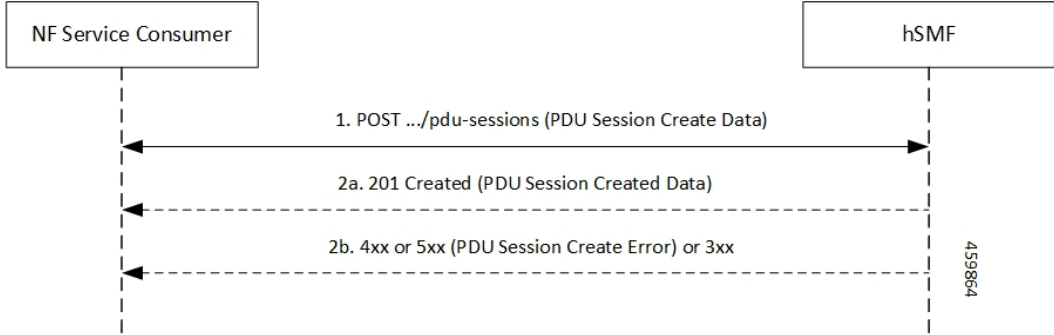 NF Service Consumer
hSMF
1. POST .../pdu-sessions (PDU Session Create Data)
2a. 201 Created (PDU Session Created Data)
2b. 4xx or 5xx (PDU Session Create Error) or 3xx
459864